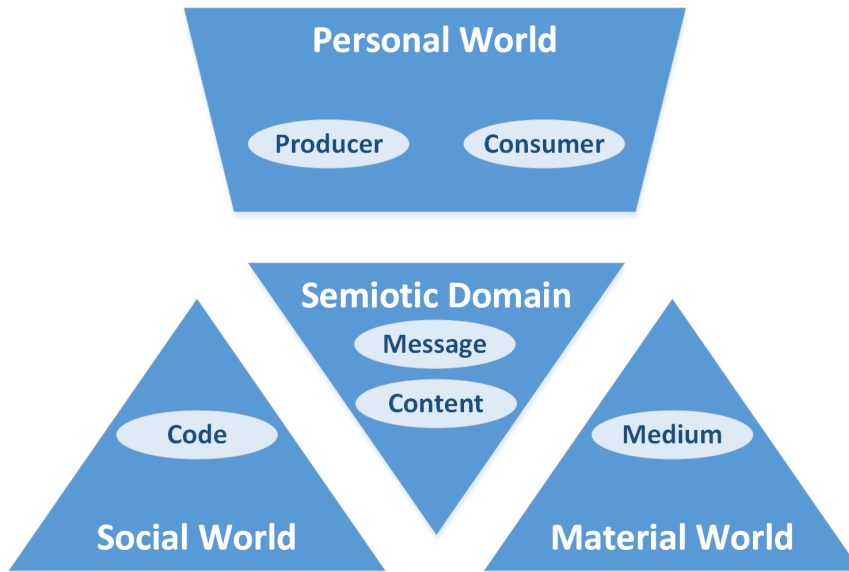 Personal World
Producer
Consumer
Semiotic Domain
Message
Content
Code
Medium
Social World
Material World